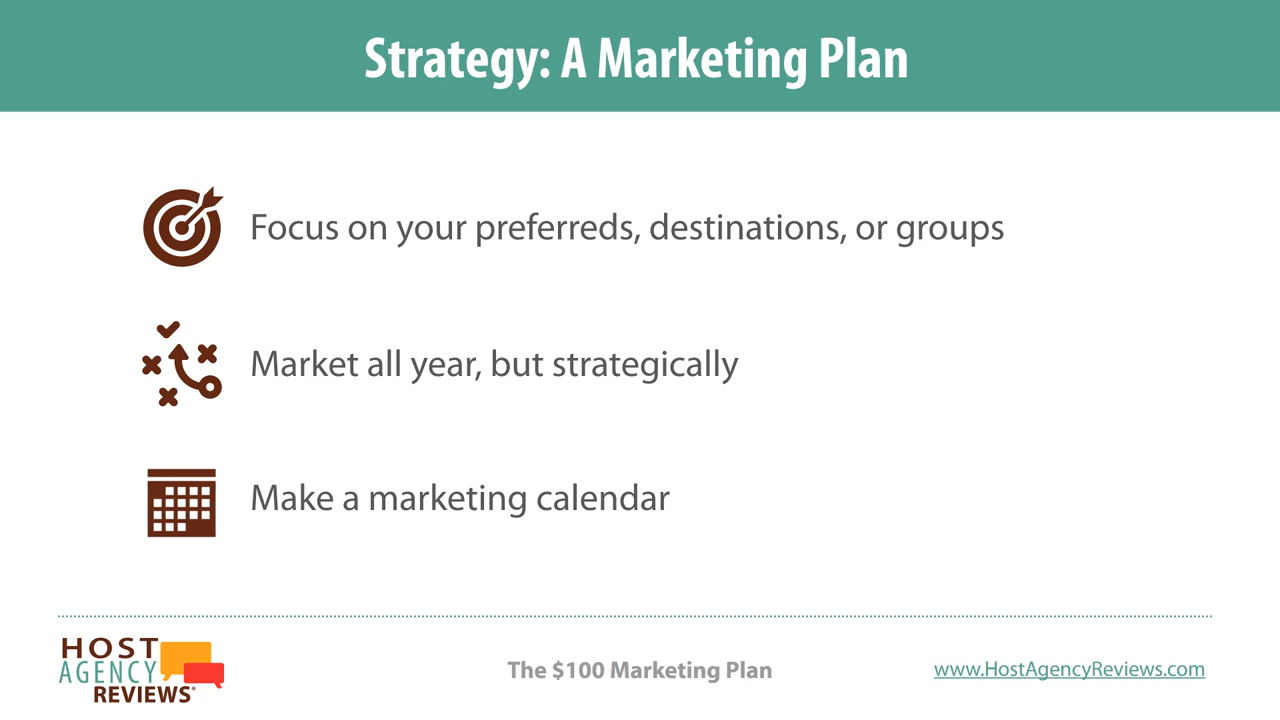 Strategy: A Marketing Plan
Focus on your preferreds, destinations, or groups
Market all year, but strategically
Make a marketing calendar
HOST
AGENCY
REVIEWS®
The $100 Marketing Plan
www.HostAgencyReviews.com